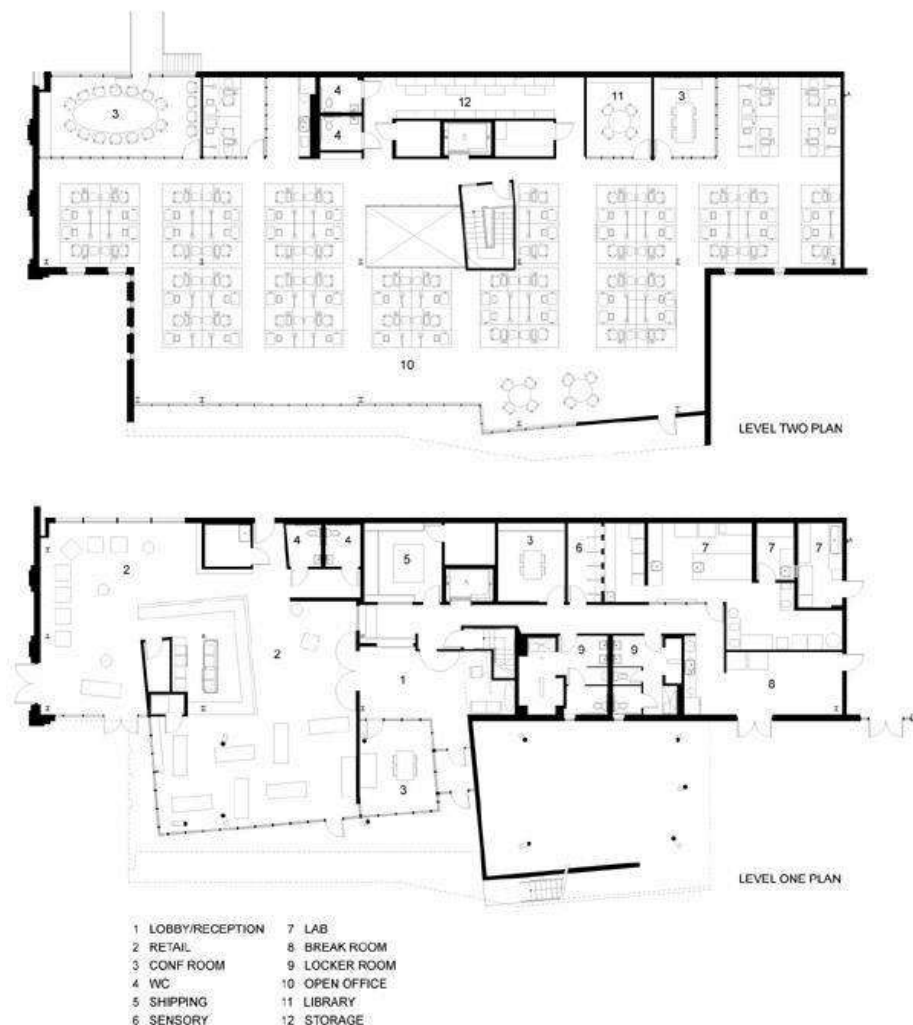 3
4
4
12
11
3
10
LEVEL TWO PLAN
2
4
4
5
3
6
7
7
7
2
1
9
9
8
3
LEVEL ONE PLAN
1 LOBBY/RECEPTION
2 RETAIL
3 CONF ROOM
4 WC
5 SHIPPING
6 SENSORY
7 LAB
8 BREAK ROOM
9 LOCKER ROOM
10 OPEN OFFICE
11 LIBRARY
12 STORAGE